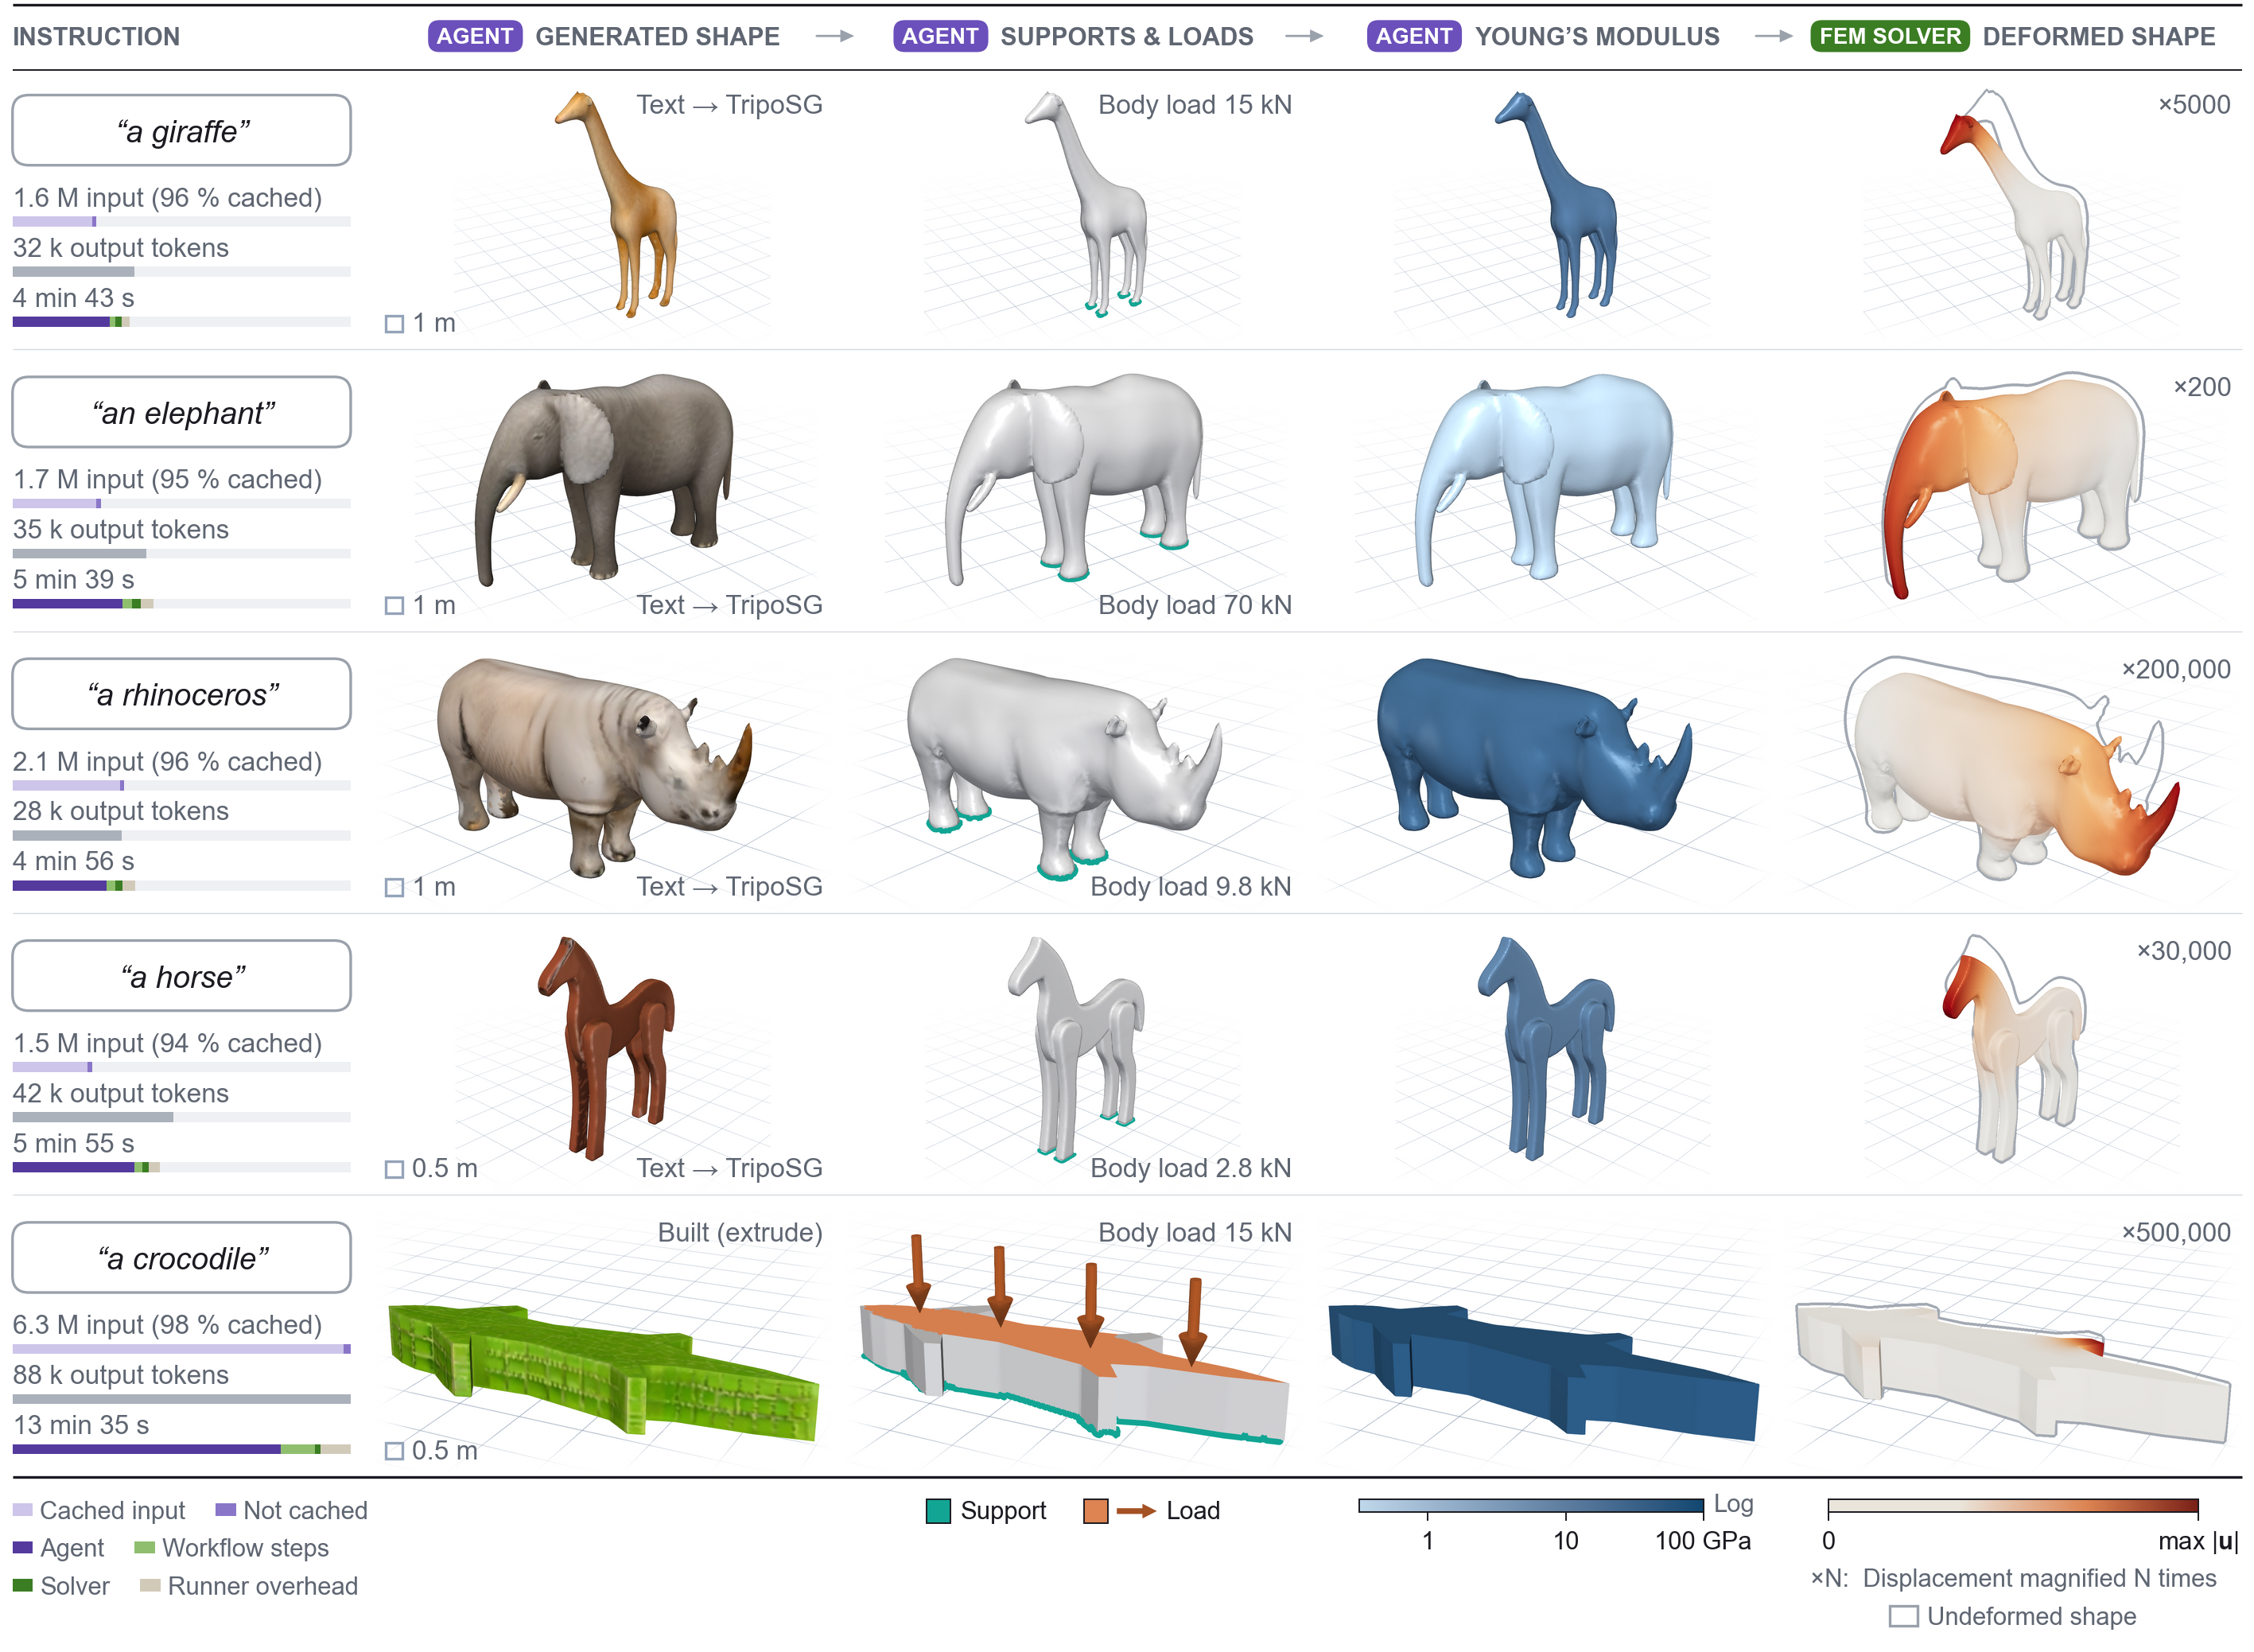 INSTRUCTION AGENT GENERATED SHAPE → AGENT SUPPORTS & LOADS → AGENT YOUNG’S MODULUS → FEM SOLVER DEFORMED SHAPE
“a giraffe”
1.6 M input (96 % cached)
32 k output tokens
4 min 43 s
1 m
Text → TripoSG
Body load 15 kN
×5000
“an elephant”
1.7 M input (95 % cached)
35 k output tokens
5 min 39 s
1 m
Text → TripoSG
Body load 70 kN
×200
“a rhinoceros”
2.1 M input (96 % cached)
28 k output tokens
4 min 56 s
1 m
Text → TripoSG
Body load 9.8 kN
×200,000
“a horse”
1.5 M input (94 % cached)
42 k output tokens
5 min 55 s
0.5 m
Text → TripoSG
Body load 2.8 kN
×30,000
“a crocodile”
6.3 M input (98 % cached)
88 k output tokens
13 min 35 s
0.5 m
Built (extrude)
Body load 15 kN
×500,000
Cached input Not cached
Agent Workflow steps
Solver Runner overhead
Support Load
Log
1 10 100 GPa
0 max |u|
×N: Displacement magnified N times
Undeformed shape